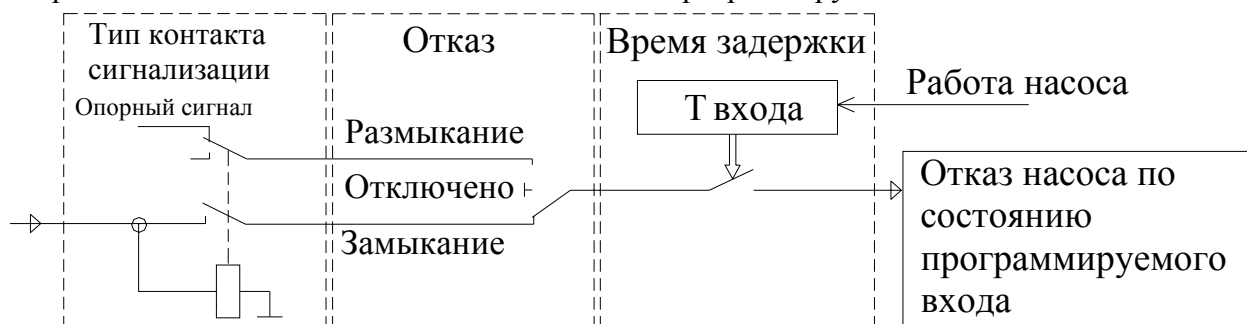 Тип контакта
сигнализации
Опорный сигнал
Отказ
Размыкание
Отключено
Замыкание
Время задержки
Т входа
Работа насоса
Отказ насоса по
состоянию
программируемого
входа